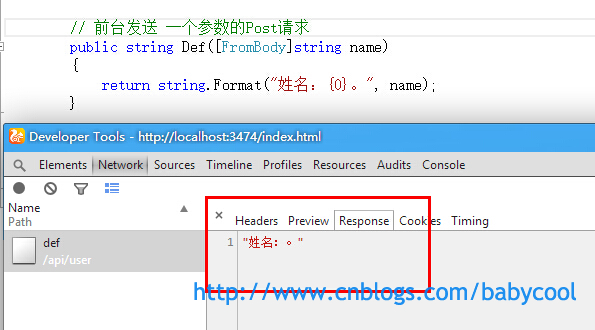 // 前台发送 一个参数的Post请求
public string Def([FromBody]string name)
{
return string.Format("姓名：{0}。", name);
}
Developer Tools - http://localhost:3474/index.html
Elements Network Sources Timeline Profiles Resources Audits Console
Name
Path
× Headers Preview Response Cookies Timing
def
/api/user
1 "姓名：。"
http://www.cnblogs.com/babycool